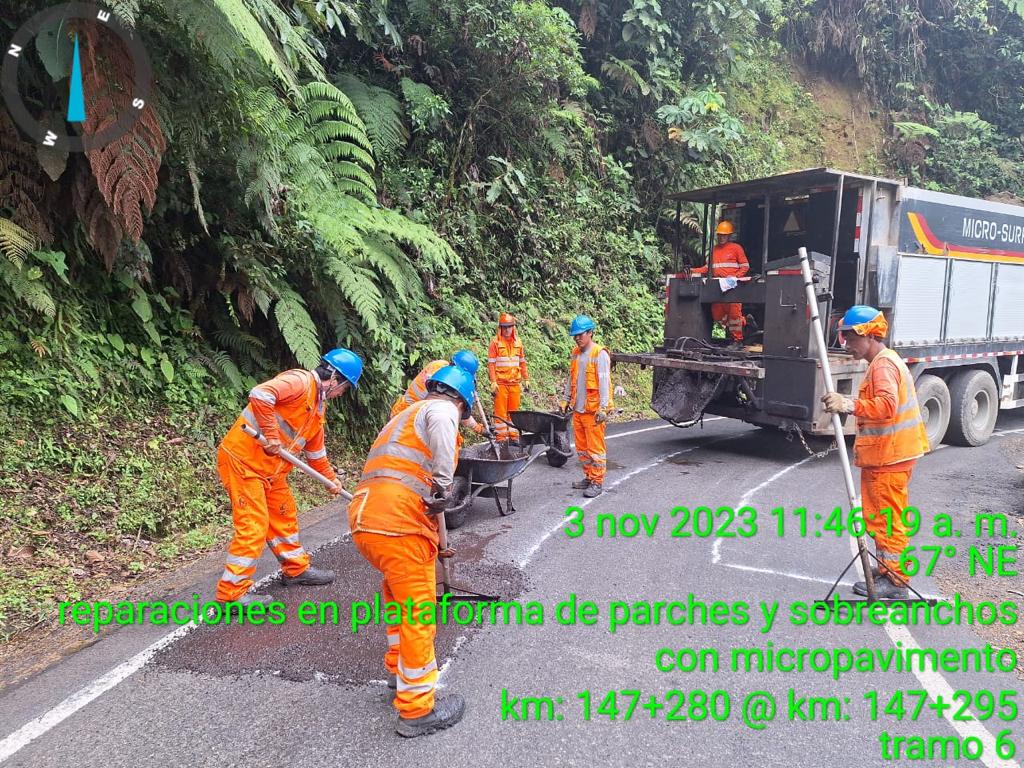 N
E
S
W
MICRO-SURF
3 nov 2023 11:46:19 a. m.
67° NE
reparaciones en plataforma de parches y sobreanchos
con micropavimento
km: 147+280 @ km: 147+295
tramo 6